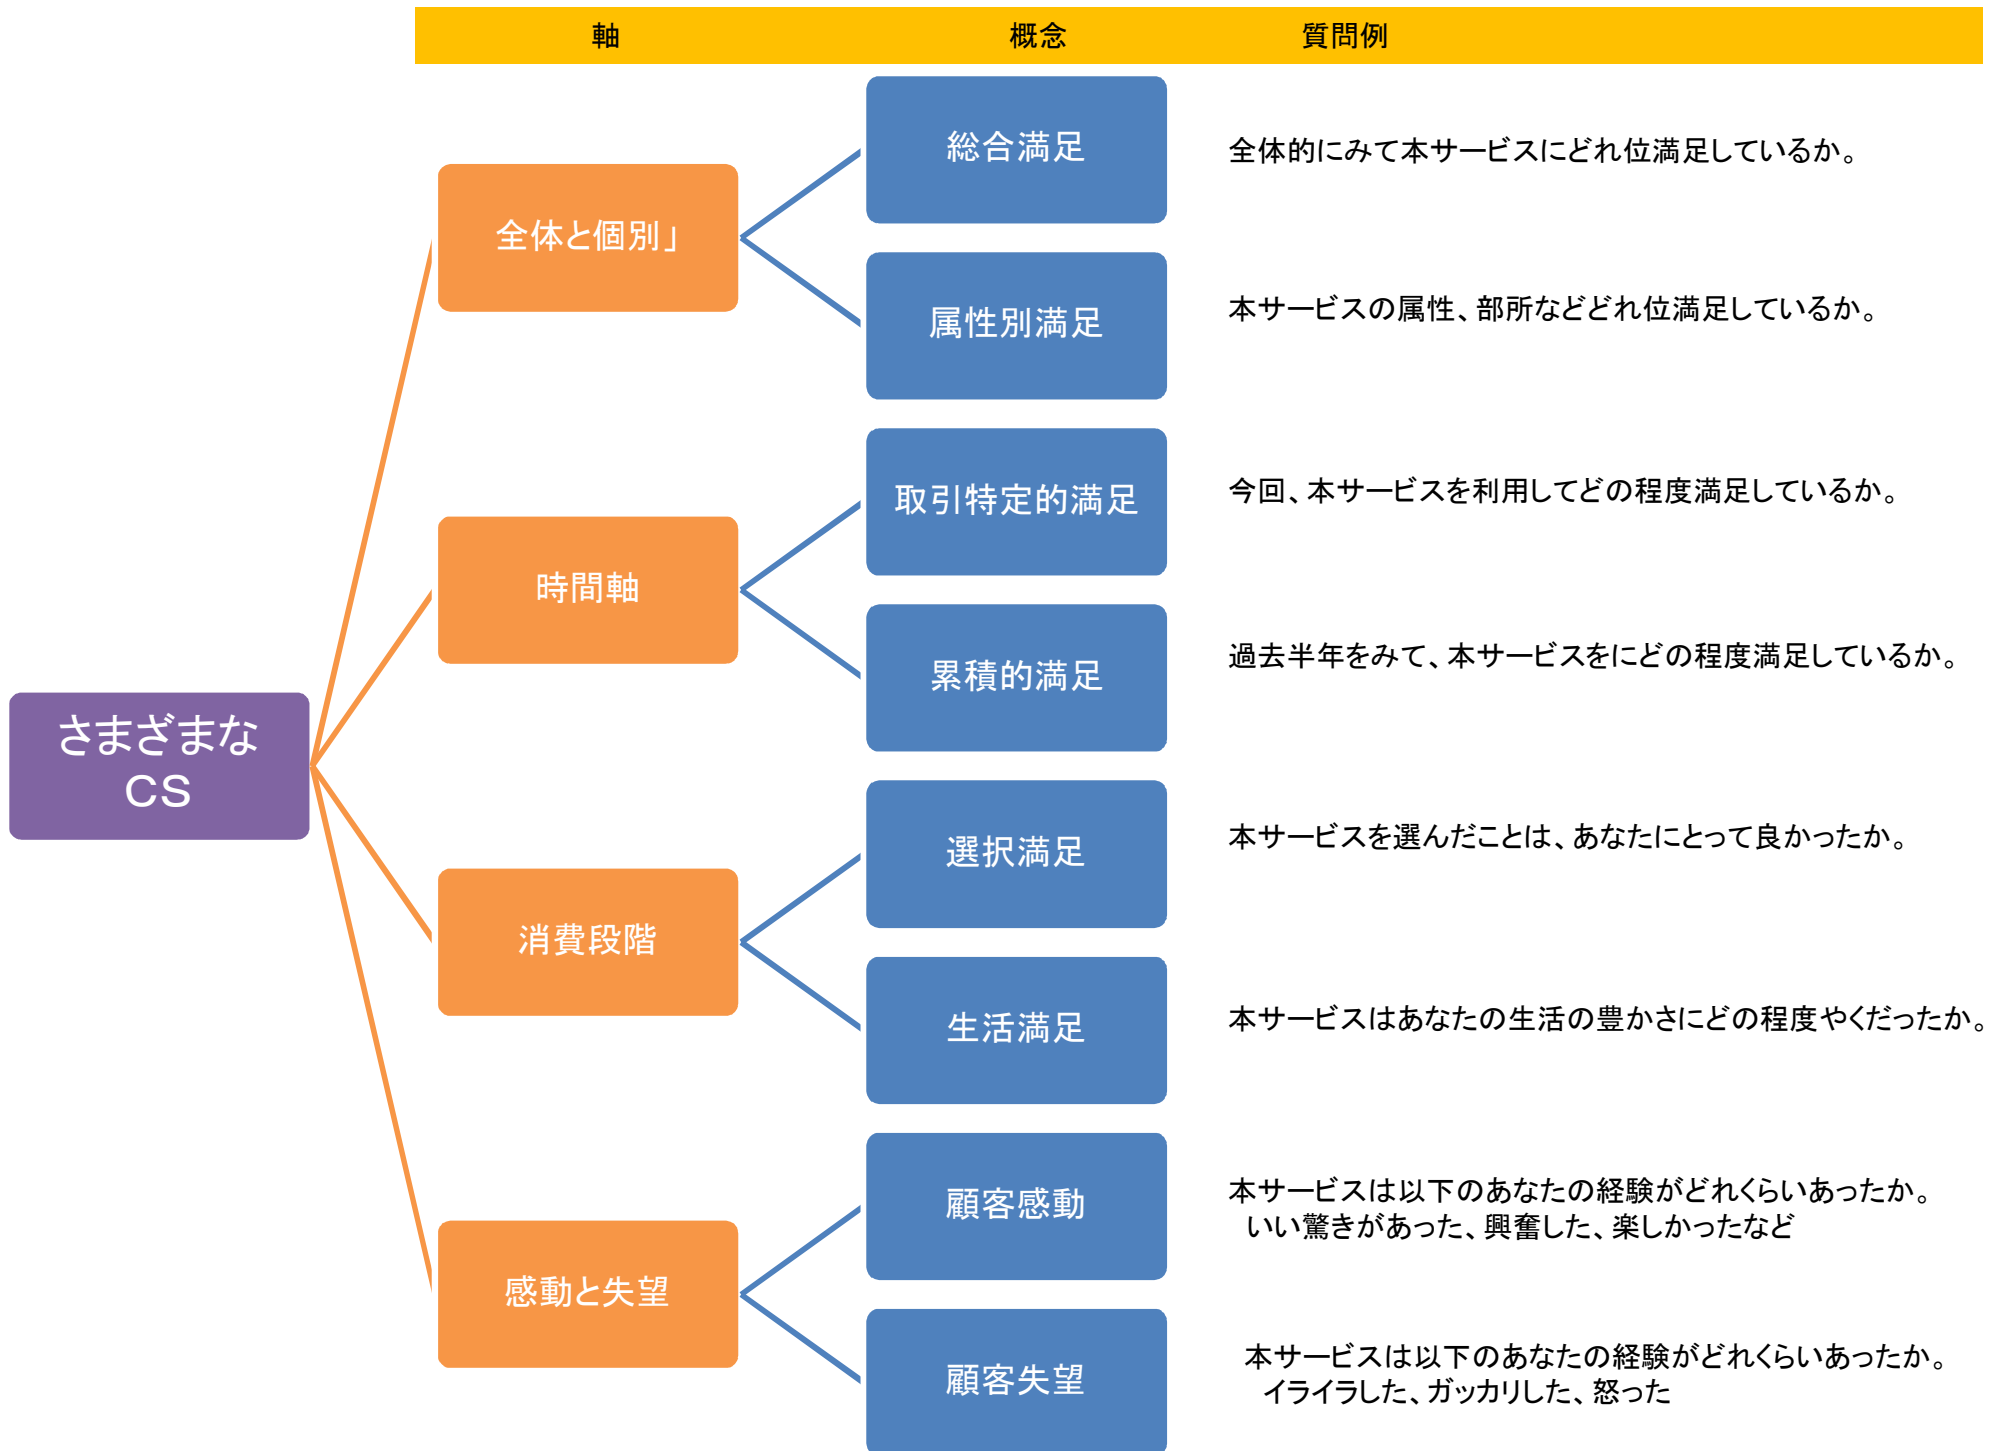 軸 概念 質問例
さまざまな
CS
全体と個別」
総合満足
全体的にみて本サービスにどれ位満足しているか。
属性別満足
本サービスの属性、部所などどれ位満足しているか。
時間軸
取引特定的満足
今回、本サービスを利用してどの程度満足しているか。
累積的満足
過去半年をみて、本サービスをにどの程度満足しているか。
消費段階
選択満足
本サービスを選んだことは、あなたにとって良かったか。
生活満足
本サービスはあなたの生活の豊かさにどの程度やくだったか。
感動と失望
顧客感動
本サービスは以下のあなたの経験がどれくらいあったか。
いい驚きがあった、興奮した、楽しかったなど
顧客失望
本サービスは以下のあなたの経験がどれくらいあったか。
イライラした、ガッカリした、怒った